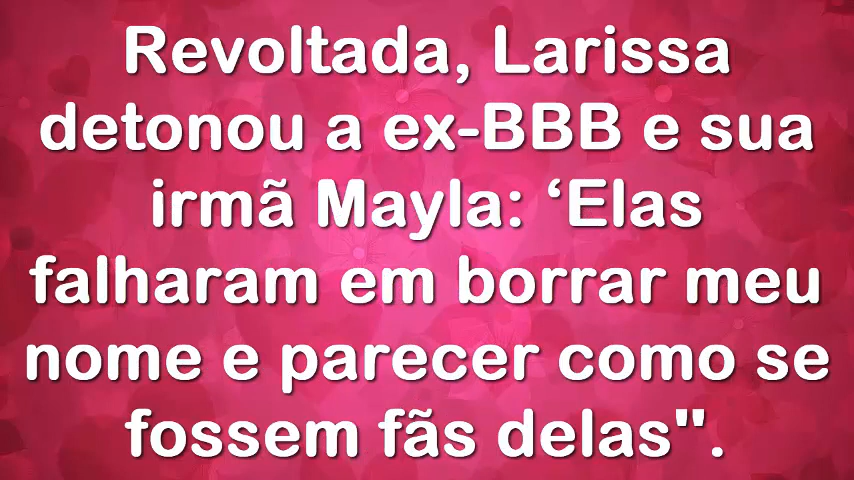 Revoltada, Larissa
detonou a ex-BBB e sua
irmã Mayla: ‘Elas
falharam em borrar meu
nome e parecer como se
fossem fãs delas".